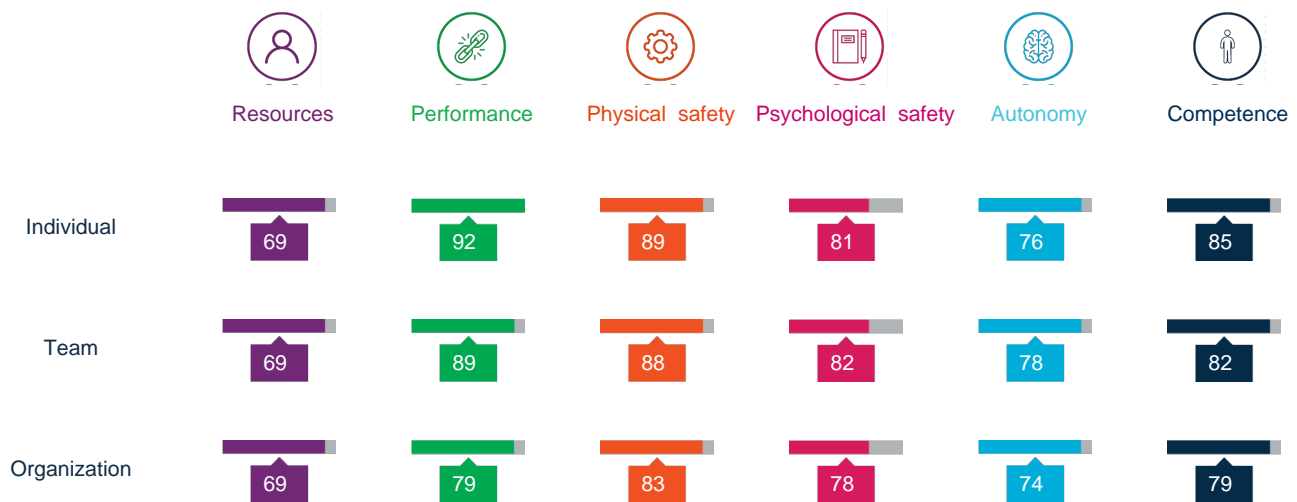 Resources Performance Physical safety Psychological safety Autonomy Competence
Individual
69 92 89 81 76 85
Team
69 89 88 82 78 82
Organization
69 79 83 78 74 79